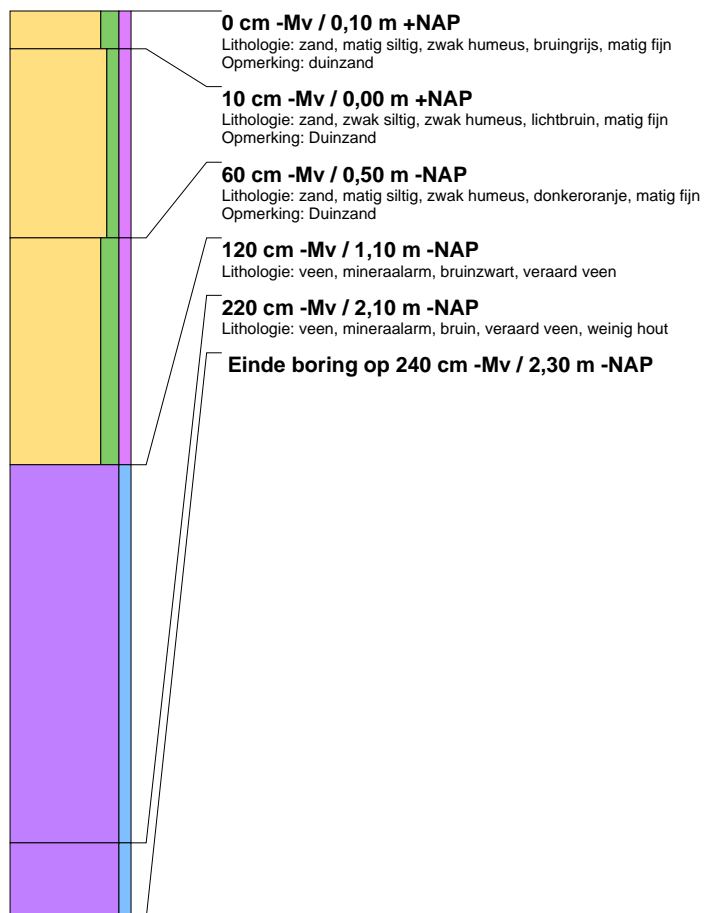 0 cm -Mv / 0,10 m +NAP
Lithologie: zand, matig siltig, zwak humeus, bruingrijs, matig fijn
Opmerking: duinzand
10 cm -Mv / 0,00 m +NAP
Lithologie: zand, zwak siltig, zwak humeus, lichtbruin, matig fijn
Opmerking: Duinzand
60 cm -Mv / 0,50 m -NAP
Lithologie: zand, matig siltig, zwak humeus, donkeroranje, matig fijn
Opmerking: Duinzand
120 cm -Mv / 1,10 m -NAP
Lithologie: veen, mineraalarm, bruinzwart, veraard veen
220 cm -Mv / 2,10 m -NAP
Lithologie: veen, mineraalarm, bruin, veraard veen, weinig hout
Einde boring op 240 cm -Mv / 2,30 m -NAP